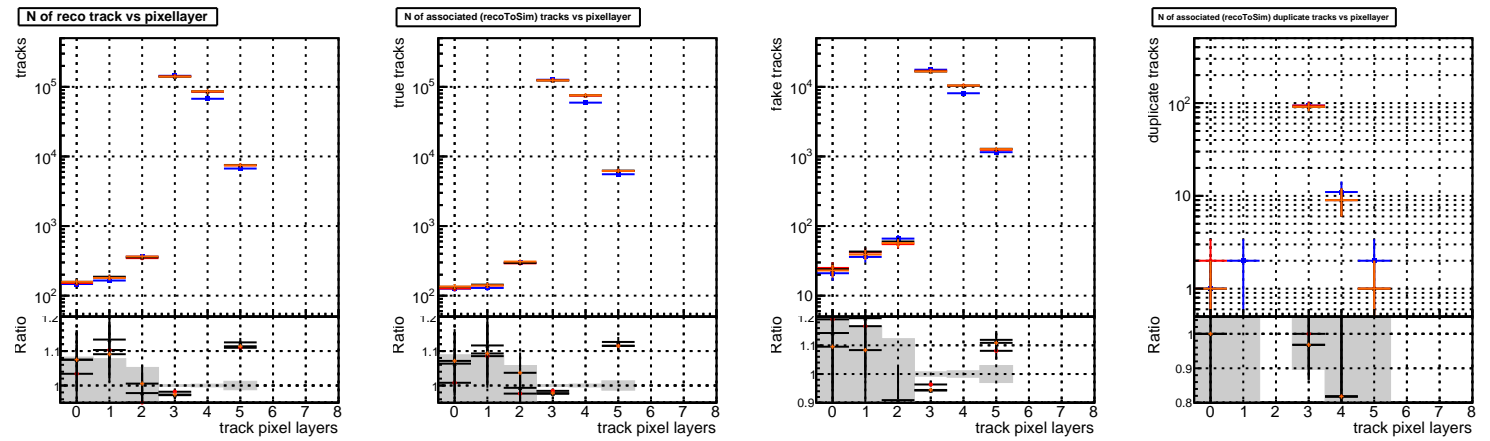 N of reco track vs pixellayer
tracks
10^5
10^4
10^3
10^2
Ratio
1.2
1.1
1
0 1 2 3 4 5 6 7 8
track pixel layers
N of associated (recoToSim) tracks vs pixellayer
true tracks
10^5
10^4
10^3
10^2
Ratio
1.2
1.1
1
0 1 2 3 4 5 6 7 8
track pixel layers
fake tracks
10^4
10^3
10^2
10
Ratio
1.2
1.1
1
0.9
0 1 2 3 4 5 6 7 8
track pixel layers
N of associated (recoToSim) duplicate tracks vs pixellayer
duplicate tracks
10^2
10
1
Ratio
1
0.9
0.8
0 1 2 3 4 5 6 7 8
track pixel layers